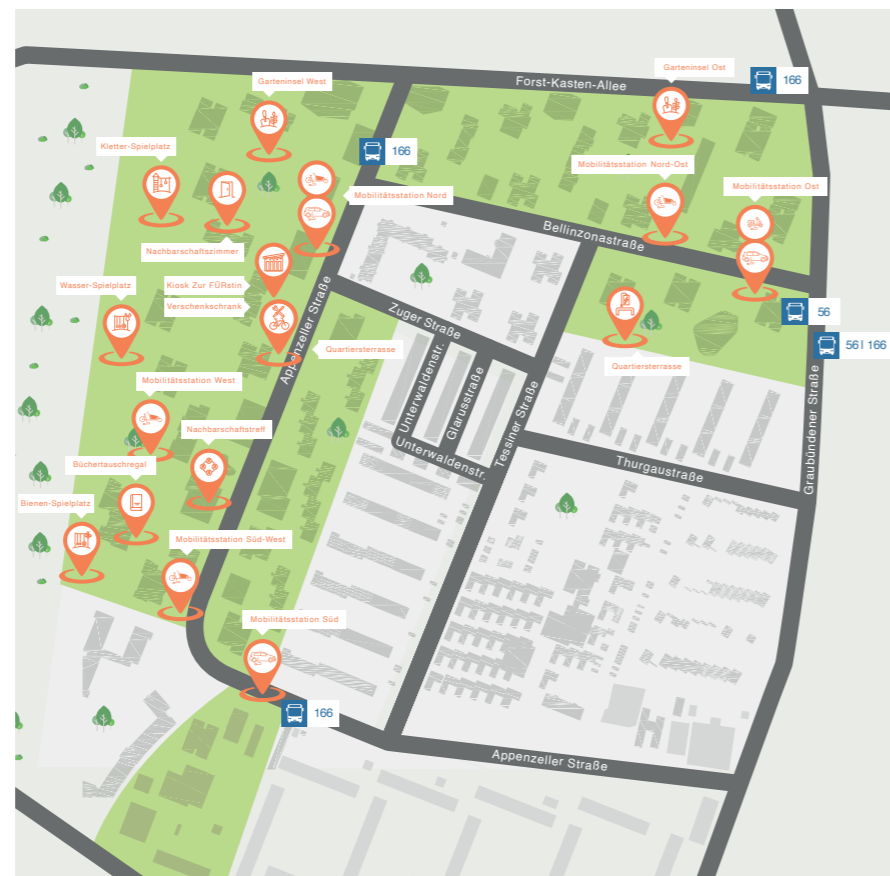 Garteninsel Ost
Forst-Kasten-Allee
166
Garteninsel West
Kletter-Spielplatz
166
Mobilitätsstation Nord-Ost
Mobilitätsstation Ost
Mobilitätsstation Nord
Bellinzonastraße
Nachbarschaftszimmer
Wasser-Spielplatz
Kiosk Zur FÜRstin
Verschenkschrank
Appenzeller Straße
Zuger Straße
56
56 | 166
Quartiersterrasse
Quartiersterrasse
Mobilitätsstation West
Unterwaldenstr.
Glarusstraße
Tessiner Straße
Graubündener Straße
Nachbarschaftstreff
Unterwaldenstr.
Thurgaustraße
Büchertauschregal
Bienen-Spielplatz
Mobilitätsstation Süd-West
Mobilitätsstation Süd
166
Appenzeller Straße